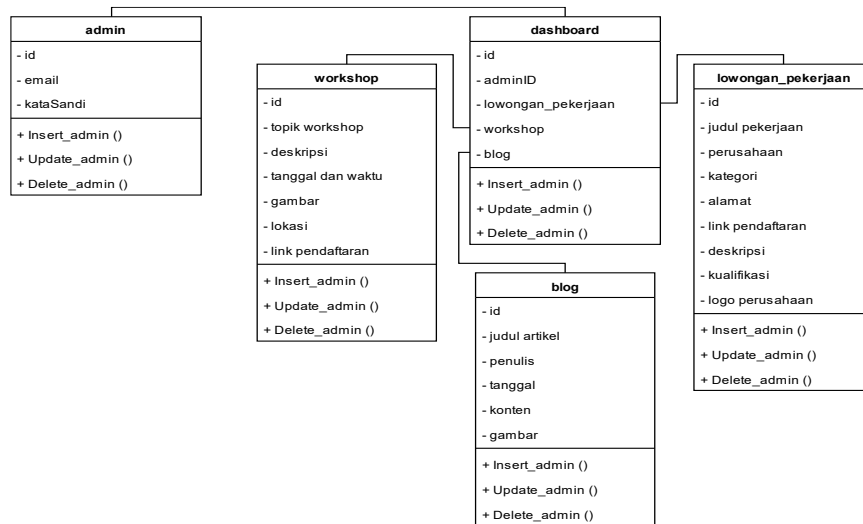 admin
- id
- email
- kataSandi
+ Insert_admin ()
+ Update_admin ()
+ Delete_admin ()
workshop
- id
- topik workshop
- deskripsi
- tanggal dan waktu
- gambar
- lokasi
- link pendaftaran
+ Insert_admin ()
+ Update_admin ()
+ Delete_admin ()
dashboard
- id
- adminID
- lowongan_pekerjaan
- workshop
- blog
+ Insert_admin ()
+ Update_admin ()
+ Delete_admin ()
blog
- id
- judul artikel
- penulis
- tanggal
- konten
- gambar
+ Insert_admin ()
+ Update_admin ()
+ Delete_admin ()
lowongan_pekerjaan
- id
- judul pekerjaan
- perusahaan
- kategori
- alamat
- link pendaftaran
- deskripsi
- kualifikasi
- logo perusahaan
+ Insert_admin ()
+ Update_admin ()
+ Delete_admin ()